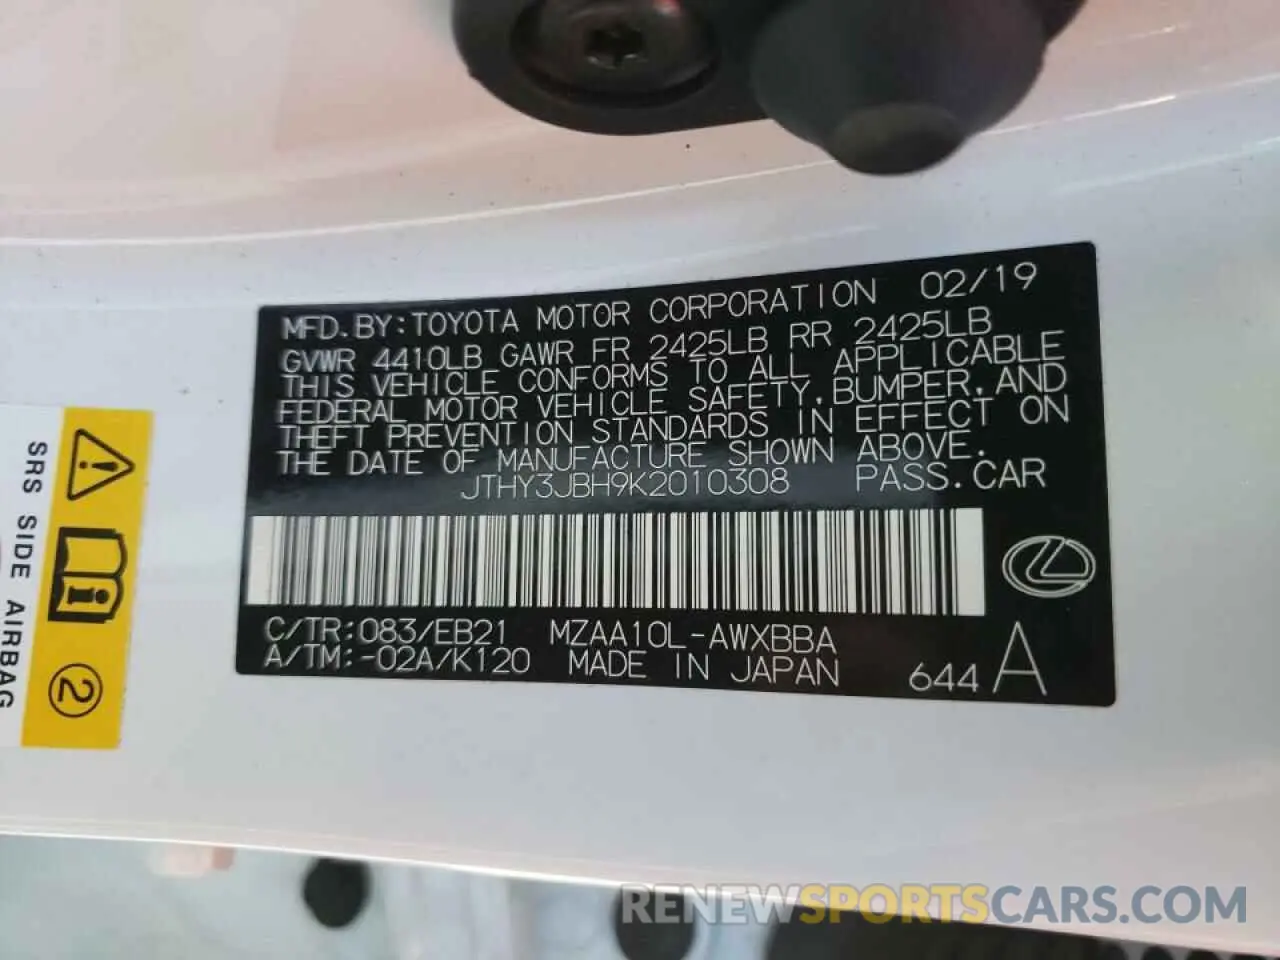 MFD.BY:TOYOTA MOTOR CORPORATION 02/19
GVWR 4410LB GAWR FR 2425LB RR 2425LB
THIS VEHICLE CONFORMS TO ALL APPLICABLE
FEDERAL MOTOR VEHICLE SAFETY,BUMPER,AND
THEFT PREVENTION STANDARDS IN EFFECT ON
THE DATE OF MANUFACTURE SHOWN ABOVE.
JTHY3JBH9K2010308 PASS.CAR
C/TR:083/EB21 MZAA10L-AWXBBA
A/TM:-02A/K120 MADE IN JAPAN 644 A
SRS SIDE AIRBAG
2
RENEWSPORTSCARS.COM